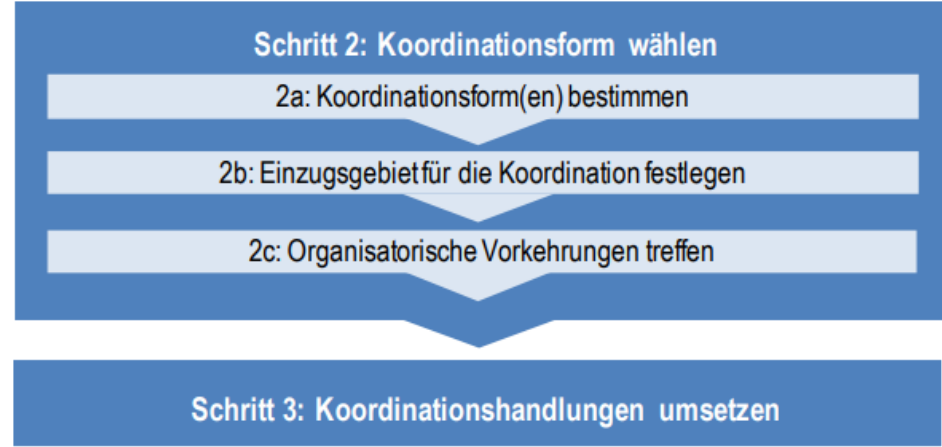 Schritt 2: Koordinationsform wählen
2a: Koordinationsform(en) bestimmen
2b: Einzugsgebiet für die Koordination festlegen
2c: Organisatorische Vorkehrungen treffen
Schritt 3: Koordinationshandlungen umsetzen